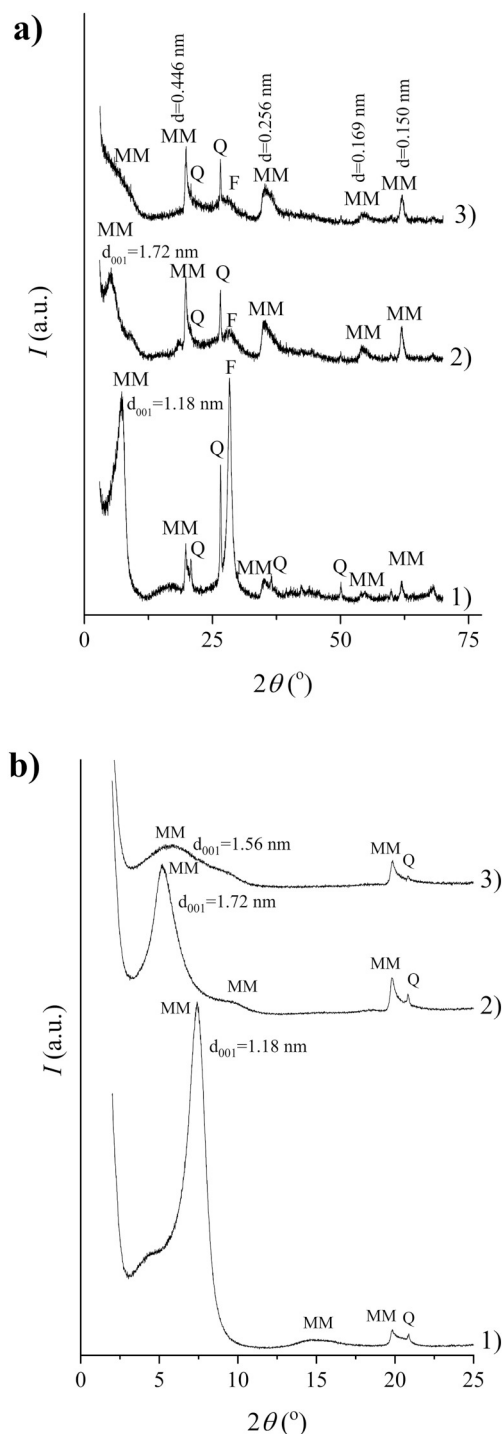 a)
d=0.446 nm
d=0.256 nm
d=0.169 nm
d=0.150 nm
MM
MM
Q
Q
F
MM
MM
MM
3)
MM
d001=1.72 nm
MM
Q
Q
F
MM
MM
MM
2)
MM
d001=1.18 nm
F
Q
MM
Q
MM
Q
Q
MM
MM
1)
I (a.u.)
0
25
50
75
2θ (°)
b)
MM
d001=1.56 nm
MM
Q
3)
MM
d001=1.72 nm
MM
MM
Q
2)
MM
d001=1.18 nm
MM
MM
Q
1)
I (a.u.)
0
5
10
15
20
25
2θ (°)